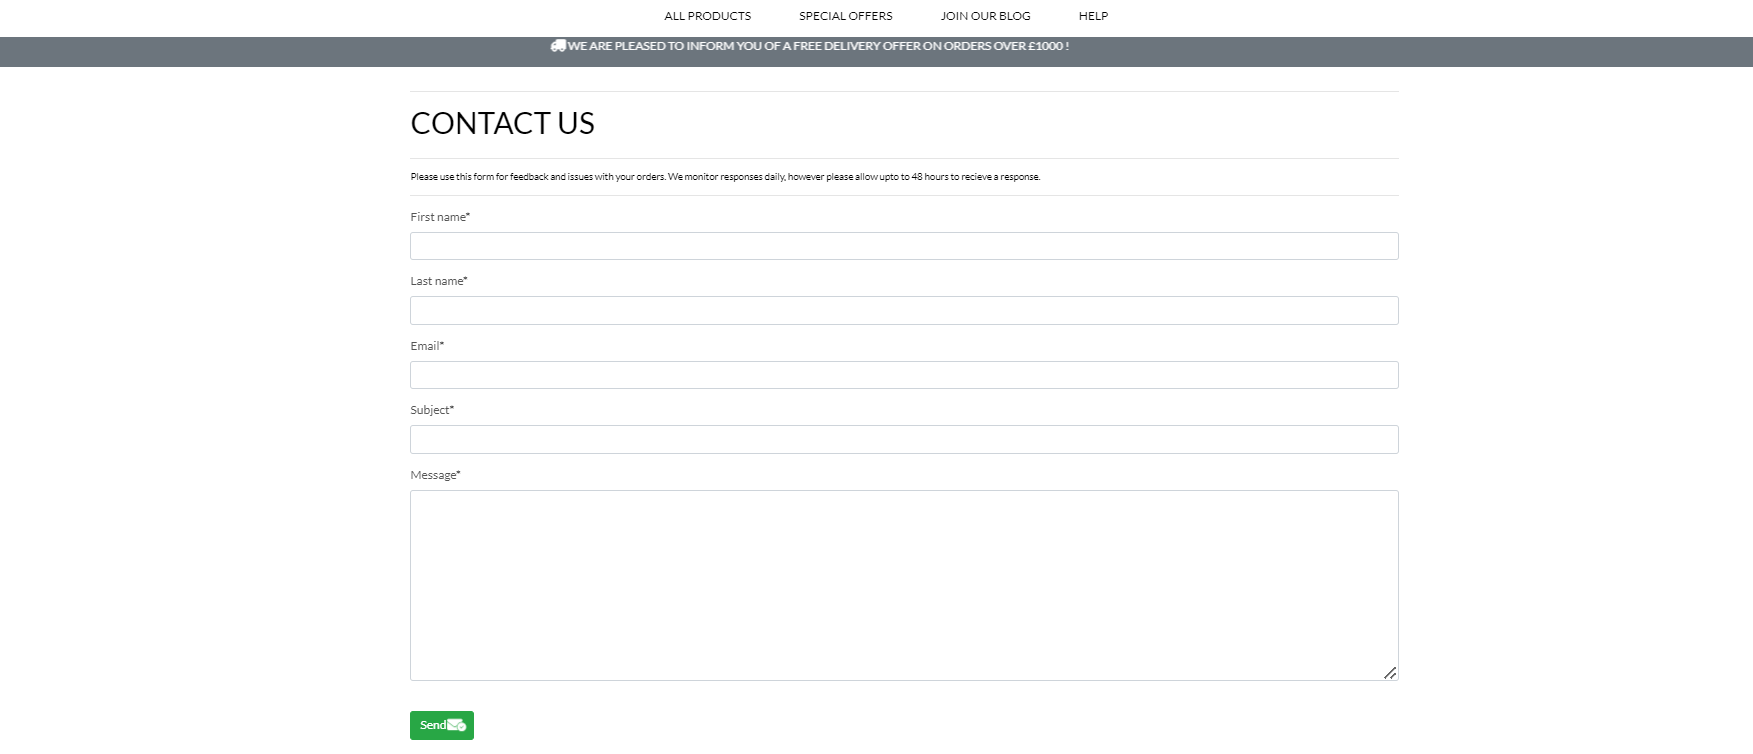 ALL PRODUCTS SPECIAL OFFERS JOIN OUR BLOG HELP
WE ARE PLEASED TO INFORM YOU OF A FREE DELIVERY OFFER ON ORDERS OVER £1000 !
CONTACT US
Please use this form for feedback and issues with your orders. We monitor responses daily, however please allow upto to 48 hours to recieve a response.
First name*
Last name*
Email*
Subject*
Message*
Send